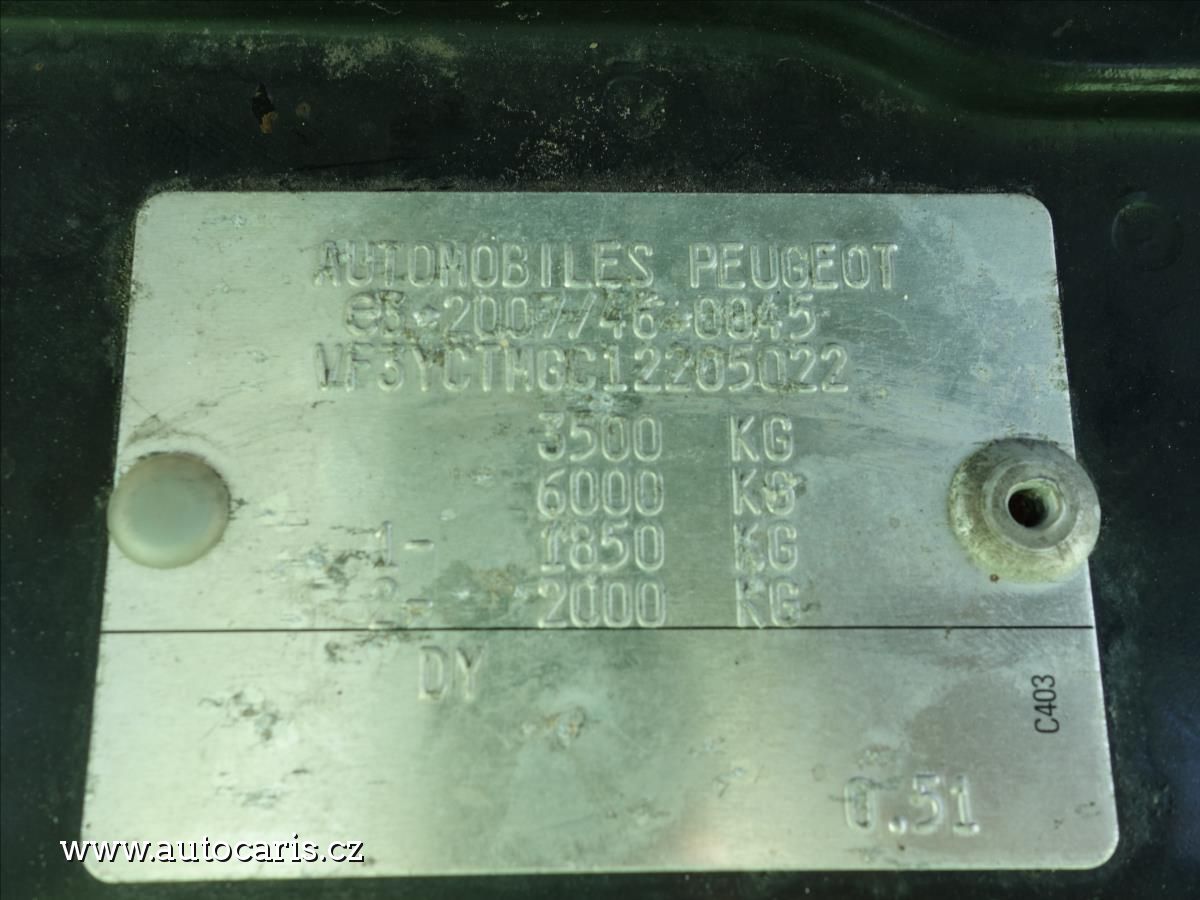 AUTOMOBILES PEUGEOT
e3*2007/46*0045
VF3YCTMGC12205022
3500 KG
6000 KG
1- 1850 KG
2- 2000 KG
DY
C403
0.51
www.autocaris.cz